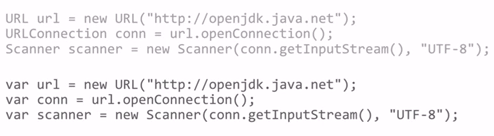 URL url = new URL("http://openjdk.java.net");
URLConnection conn = url.openConnection();
Scanner scanner = new Scanner(conn.getInputStream(), "UTF-8");
var url = new URL("http://openjdk.java.net");
var conn = url.openConnection();
var scanner = new Scanner(conn.getInputStream(), "UTF-8");